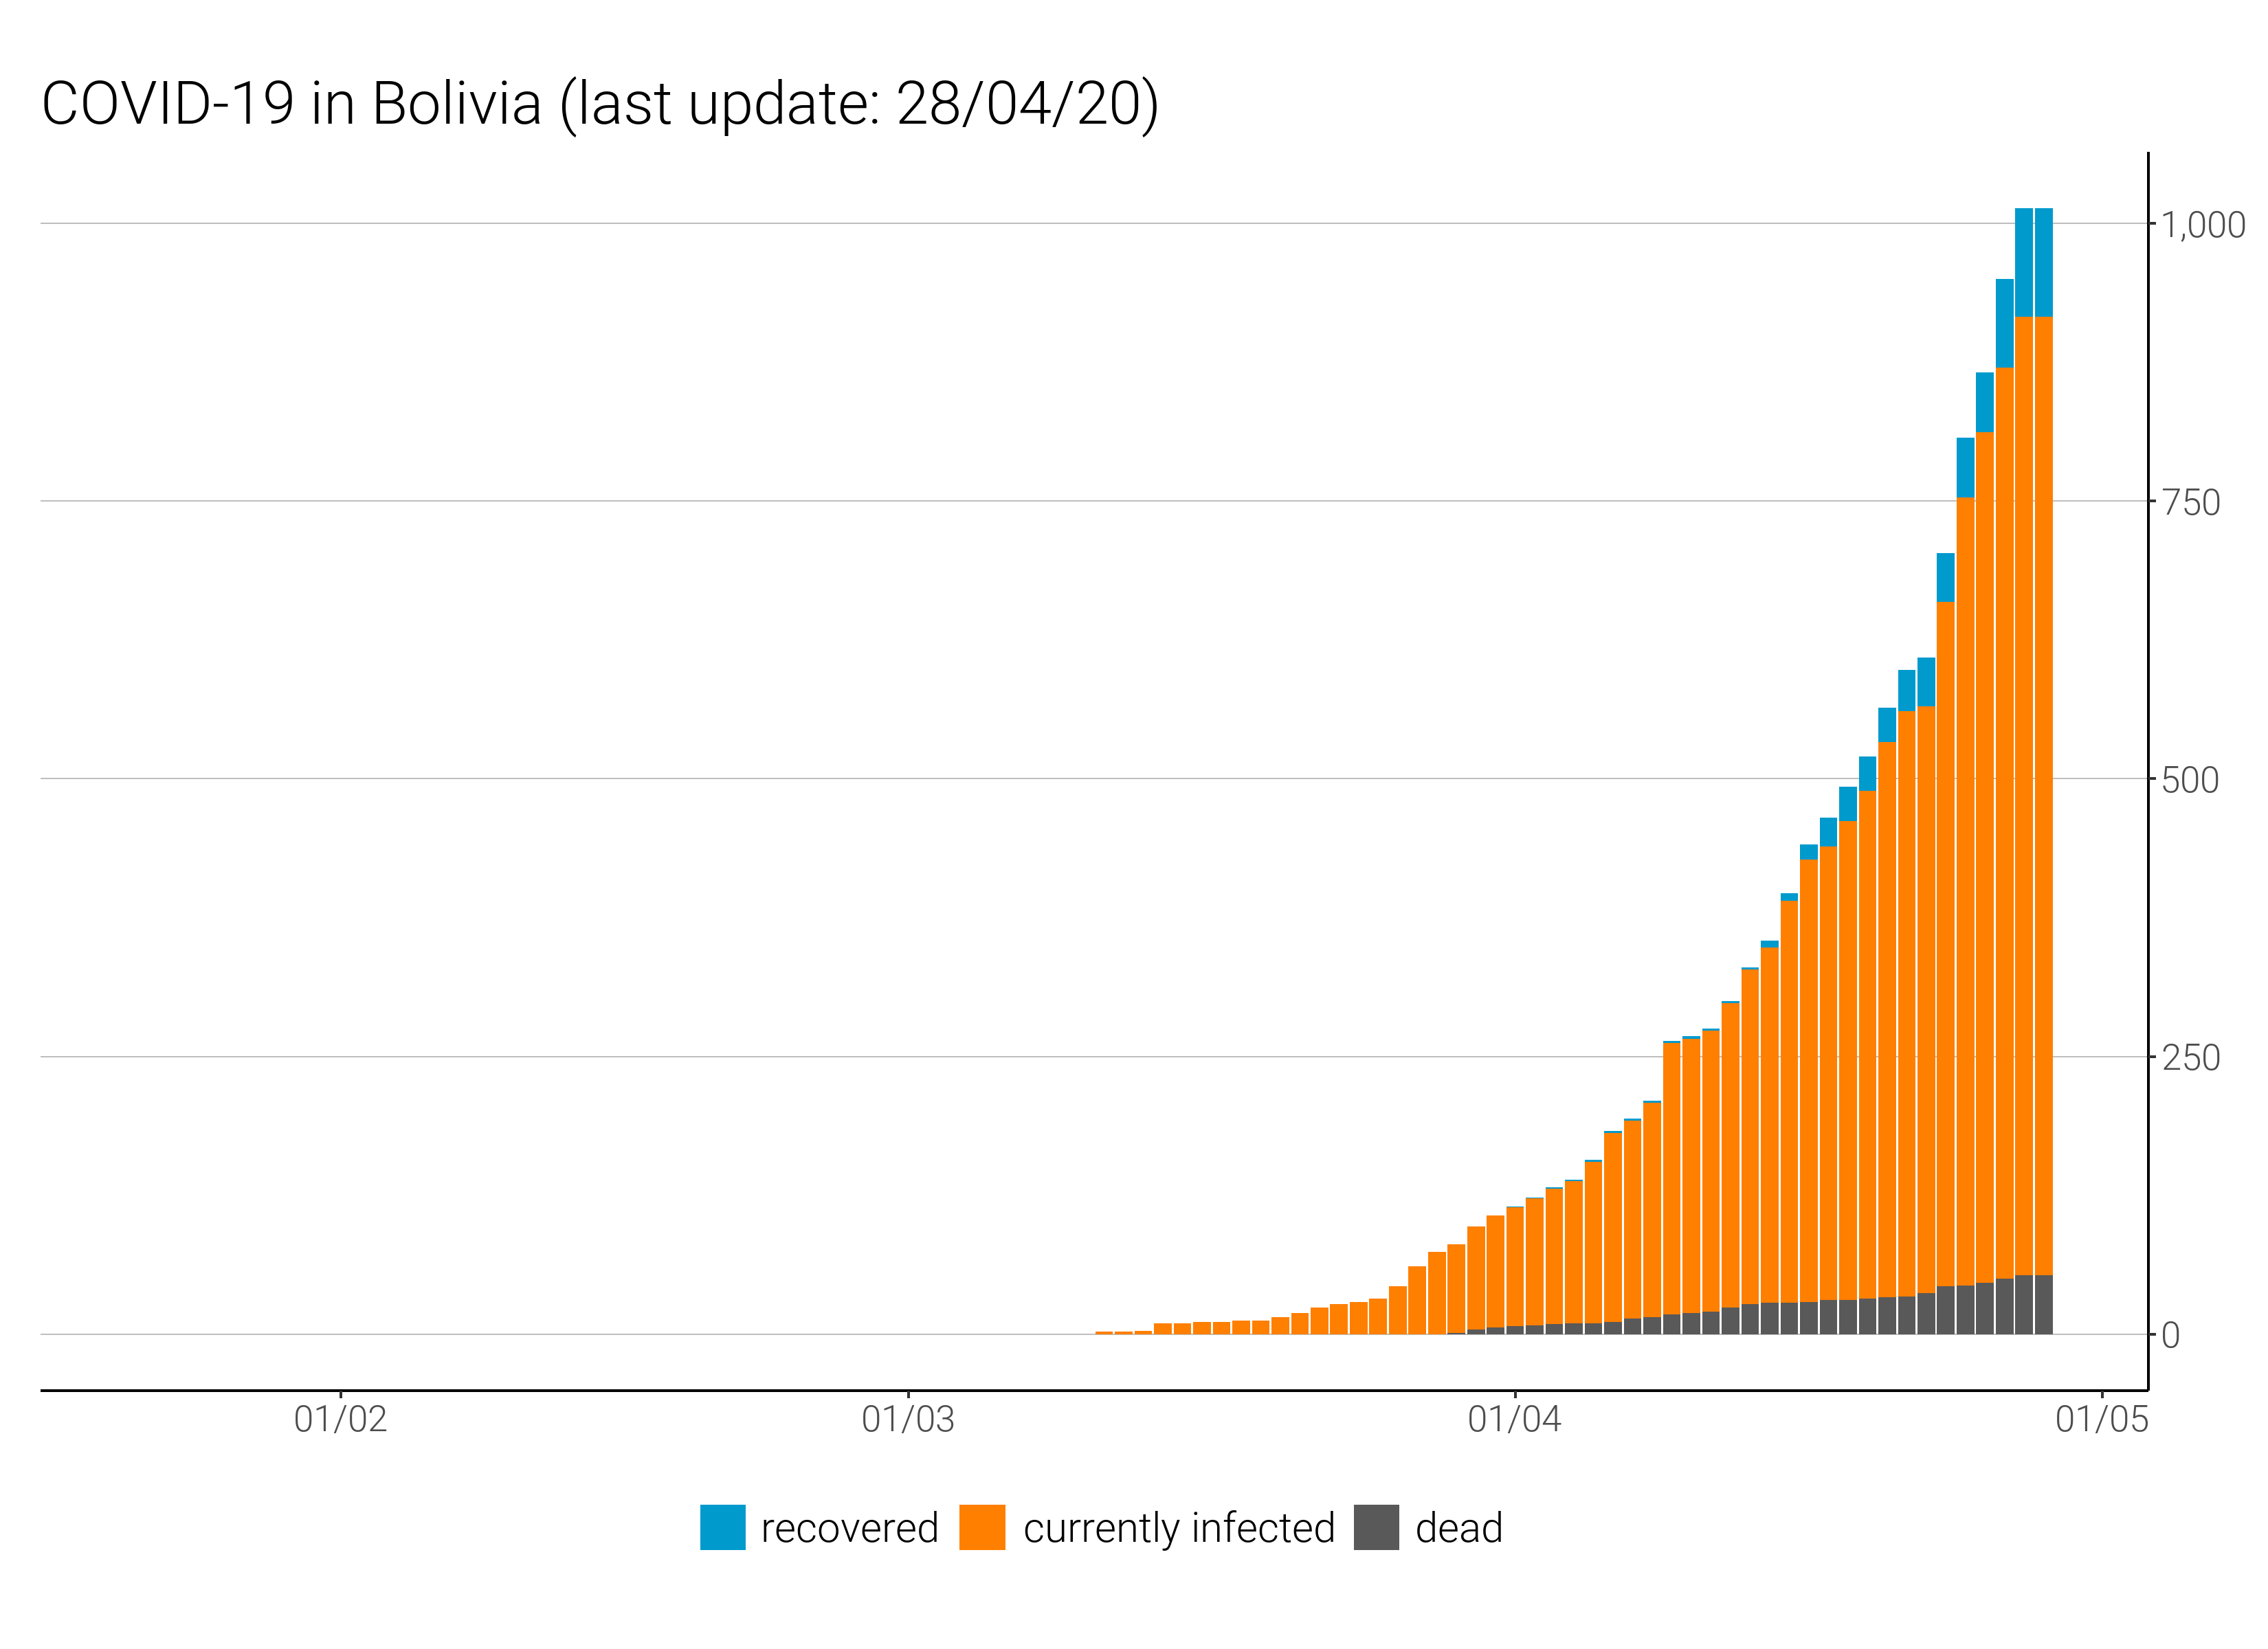 COVID-19 in Bolivia (last update: 28/04/20)
1,000
750
500
250
0
01/02 01/03 01/04 01/05
recovered currently infected dead